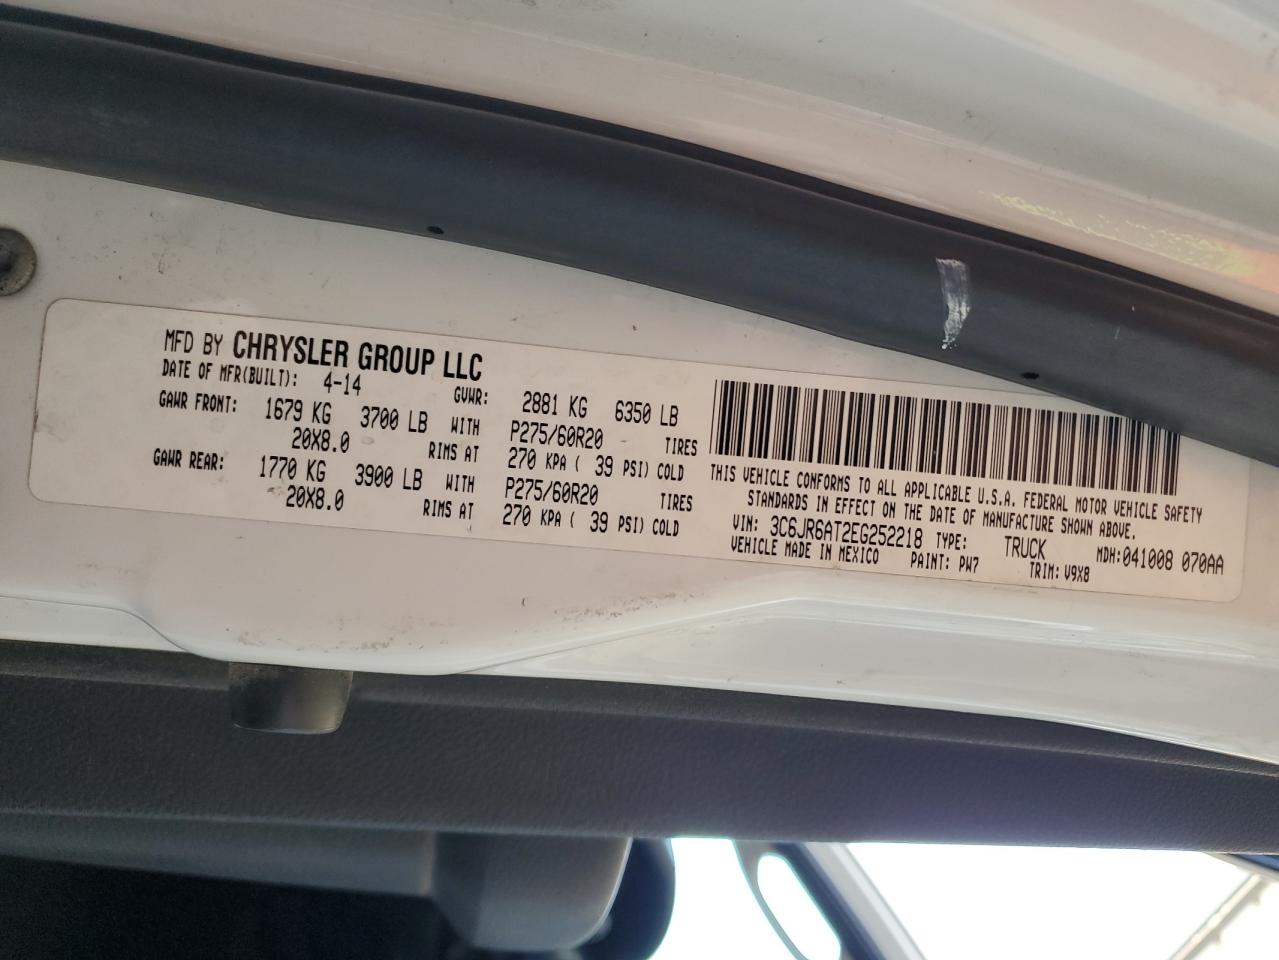 MFD BY CHRYSLER GROUP LLC
DATE OF MFR(BUILT): 4-14 GVWR: 2881 KG 6350 LB
GAWR FRONT: 1679 KG 3700 LB WITH P275/60R20 TIRES
20X8.0 RIMS AT 270 KPA ( 39 PSI) COLD
GAWR REAR: 1770 KG 3900 LB WITH P275/60R20 TIRES
20X8.0 RIMS AT 270 KPA ( 39 PSI) COLD
THIS VEHICLE CONFORMS TO ALL APPLICABLE U.S.A. FEDERAL MOTOR VEHICLE SAFETY
STANDARDS IN EFFECT ON THE DATE OF MANUFACTURE SHOWN ABOVE.
VIN: 3C6JR6AT2EG252218 TYPE: TRUCK MDH:041008 070AA
VEHICLE MADE IN MEXICO PAINT: PW7 TRIM: V9X8